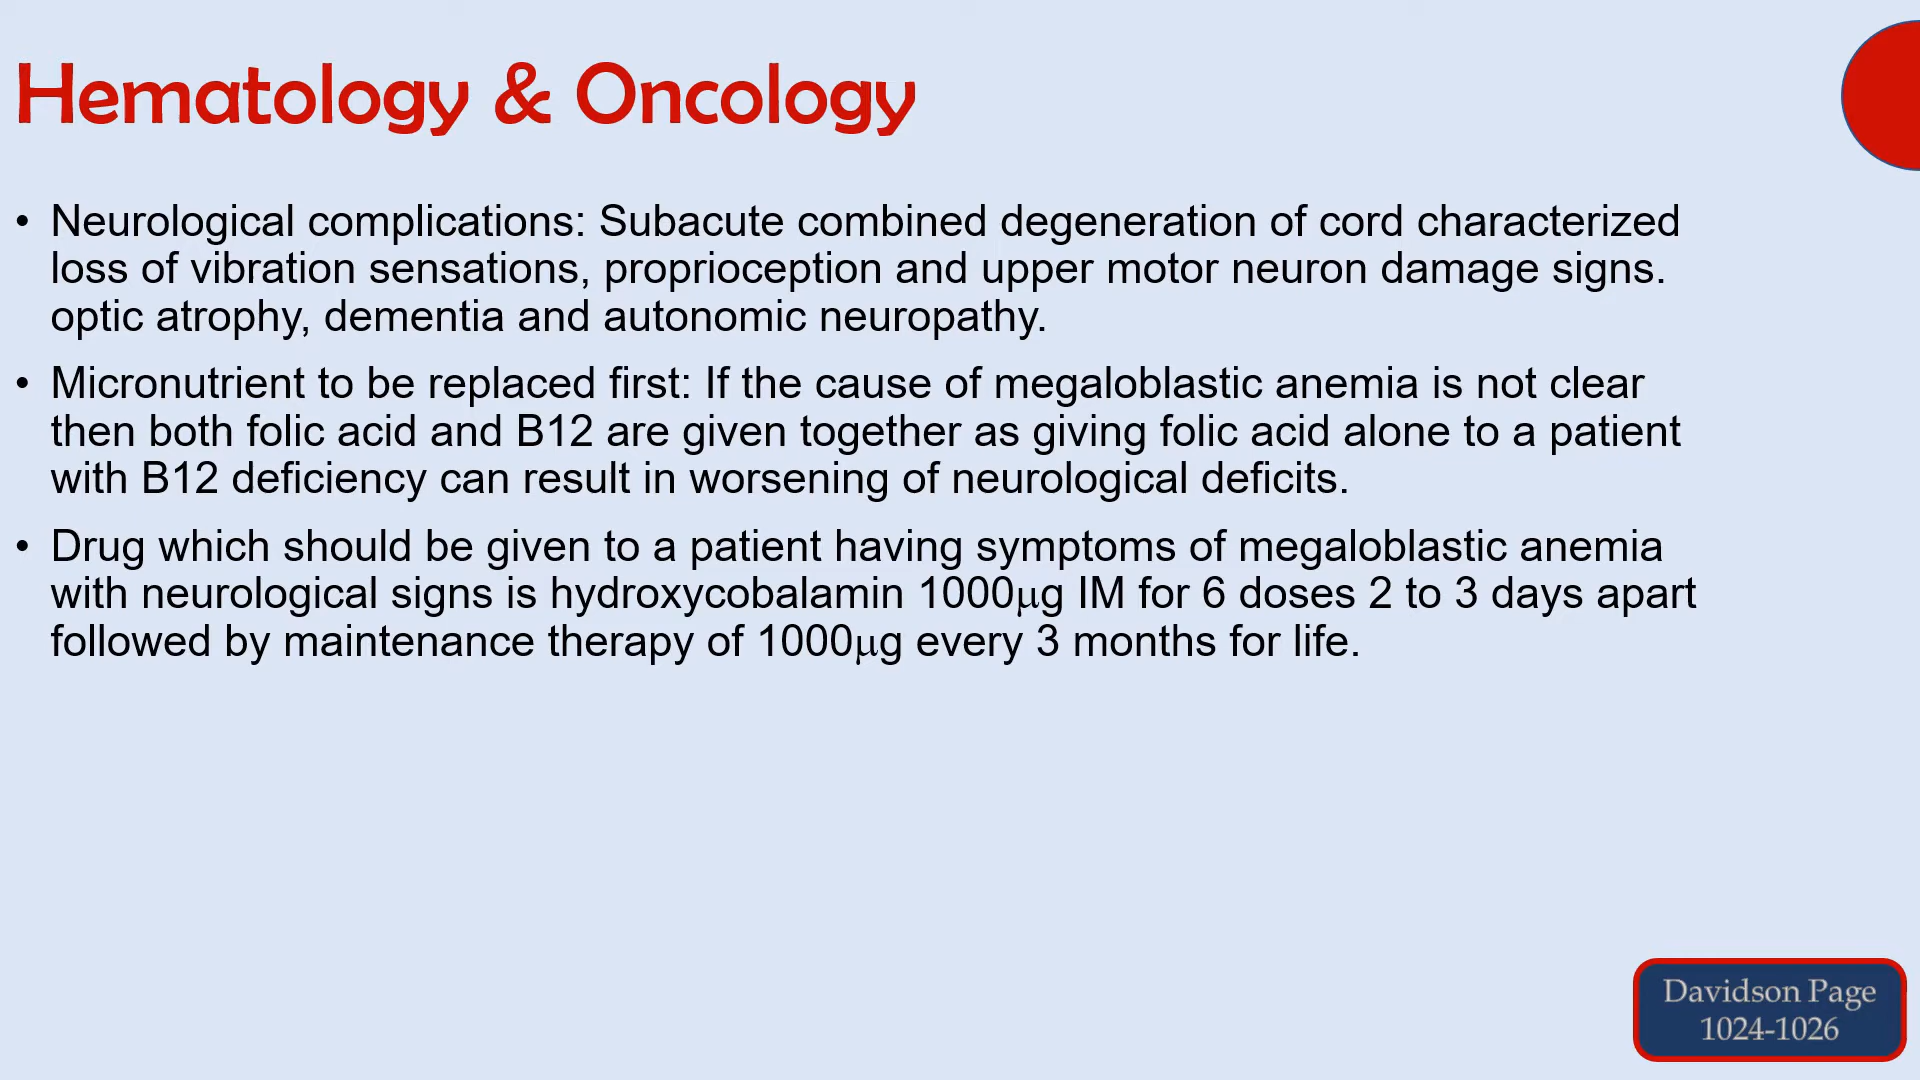 Hematology & Oncology
• Neurological complications: Subacute combined degeneration of cord characterized
loss of vibration sensations, proprioception and upper motor neuron damage signs.
optic atrophy, dementia and autonomic neuropathy.
• Micronutrient to be replaced first: If the cause of megaloblastic anemia is not clear
then both folic acid and B12 are given together as giving folic acid alone to a patient
with B12 deficiency can result in worsening of neurological deficits.
• Drug which should be given to a patient having symptoms of megaloblastic anemia
with neurological signs is hydroxycobalamin 1000μg IM for 6 doses 2 to 3 days apart
followed by maintenance therapy of 1000μg every 3 months for life.
Davidson Page
1024-1026